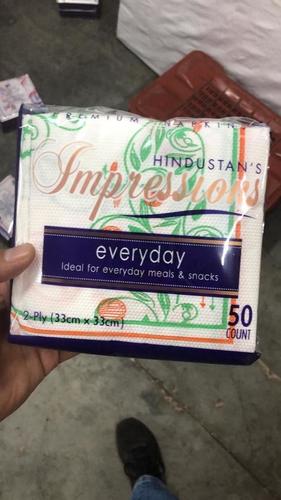 PREMIUM NAPKINS
HINDUSTAN'S
Impressions
everyday
Ideal for everyday meals & snacks
2-Ply (33cm x 33cm)
50
COUNT